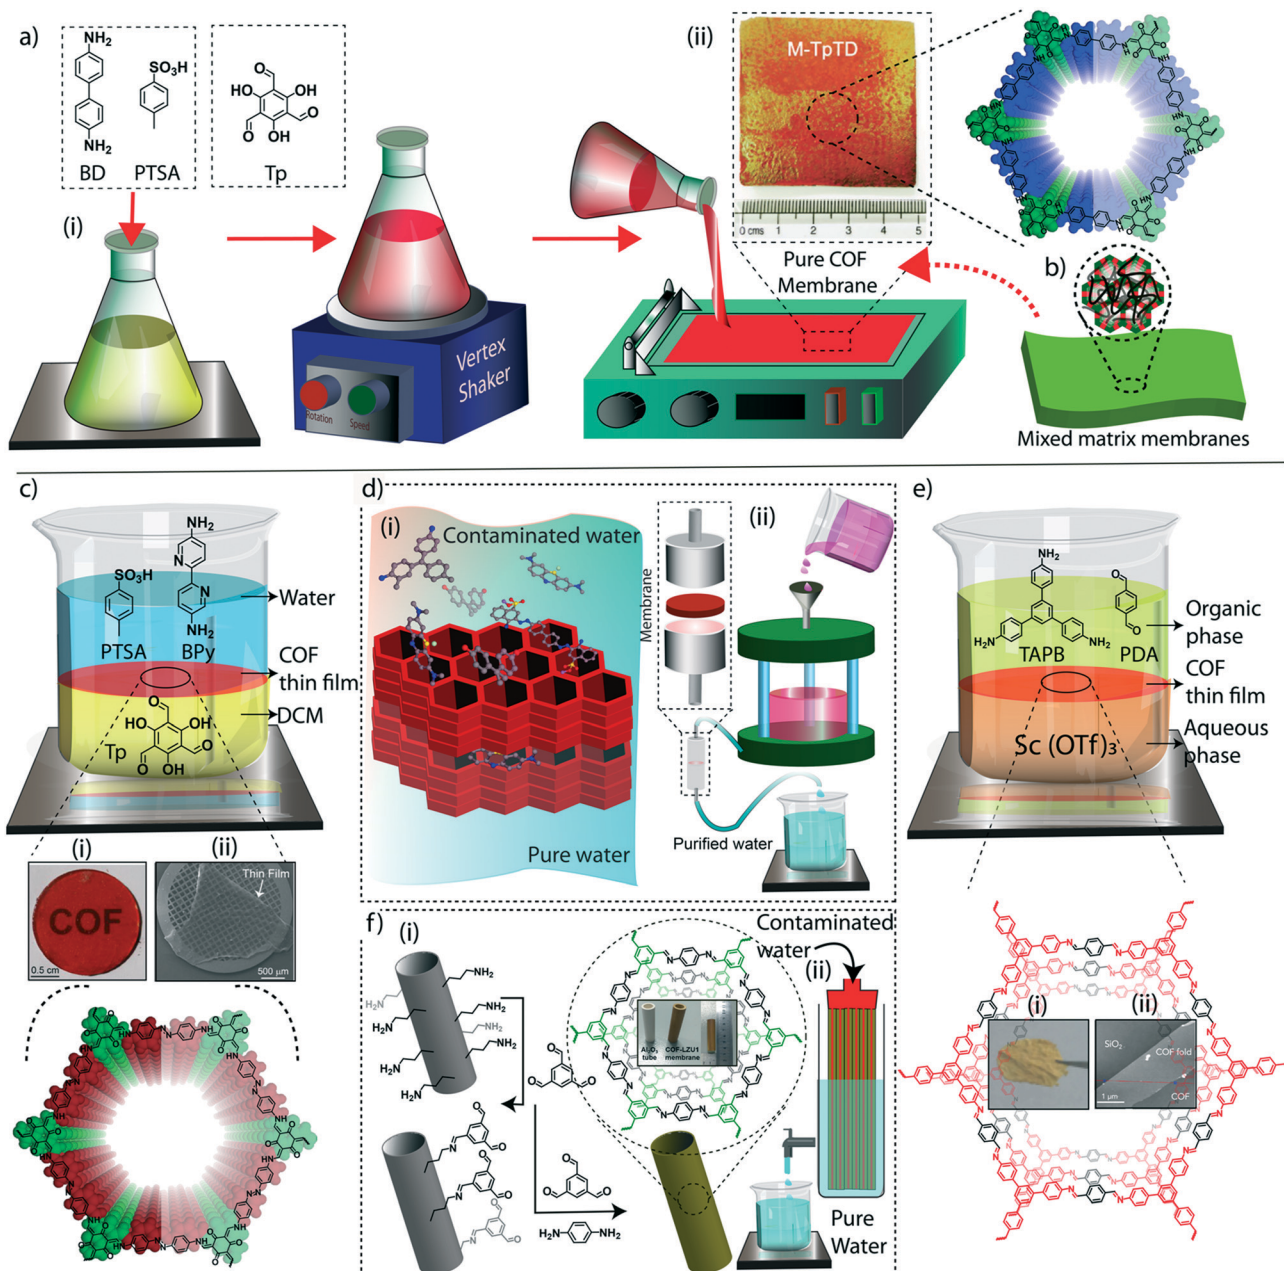 a)
NH₂
NH₂
BD
SO₃H
PTSA
O
O
O
OH
HO
OH
Tp
(i)
Rotation
Speed
Vertex
Shaker
(ii)
M-TpTD
0 cms 1 2 3 4 5
Pure COF
Membrane
b)
Mixed matrix membranes
c)
NH₂
N
N
NH₂
SO₃H
PTSA
BPy
Water
COF
thin film
DCM
O
HO
OH
O
O
OH
Tp
(i)
COF
0.5 cm
(ii)
Thin Film
500 μm
d)
(i)
Contaminated water
Pure water
(ii)
Membrane
Purified water
e)
NH₂
H₂N
NH₂
TAPB
O
O
PDA
Organic
phase
COF
thin film
Aqueous
phase
Sc (OTf)₃
(i)
(ii)
SiO₂
COF fold
1 μm
COF
f)
(i)
NH₂
H₂N
NH₂
H₂N
NH₂
H₂N
NH₂
H₂N
O
O
O
O
O
O
H₂N
NH₂
Al₂O₃
tube
COF-LZU1
membrane
Contaminated
water
(ii)
Pure
Water